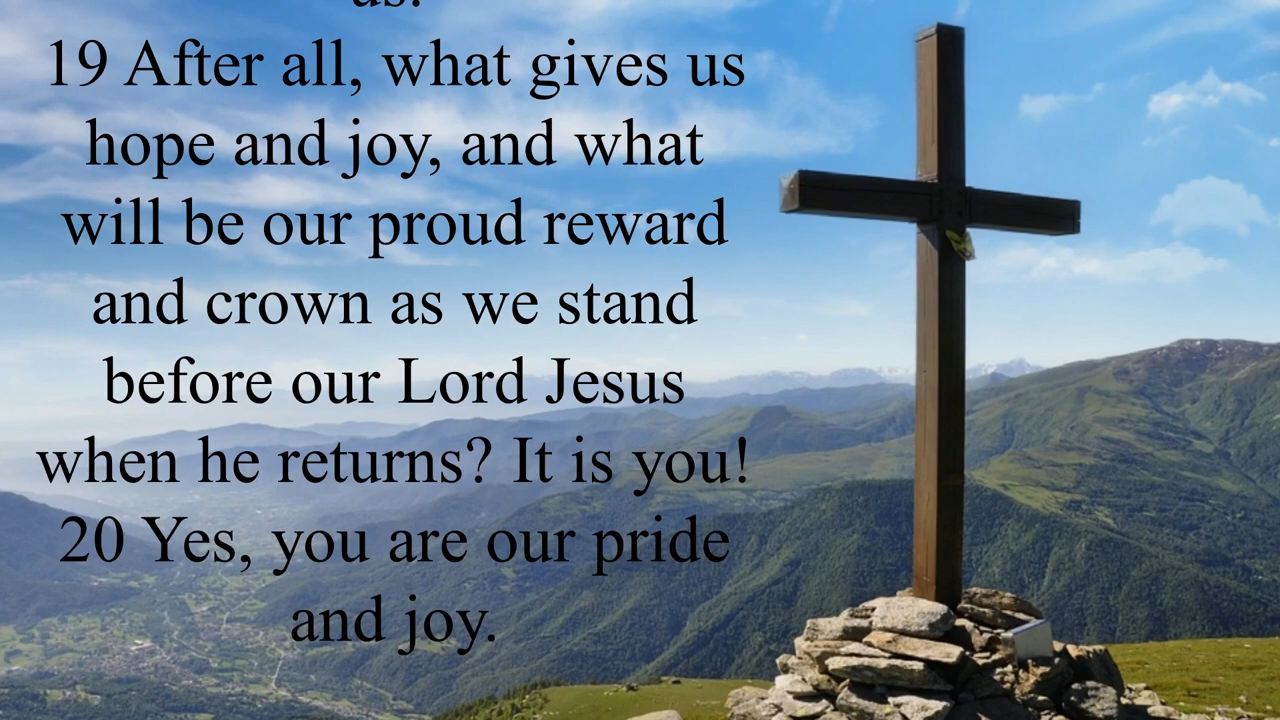 us.
19 After all, what gives us
hope and joy, and what
will be our proud reward
and crown as we stand
before our Lord Jesus
when he returns? It is you!
20 Yes, you are our pride
and joy.